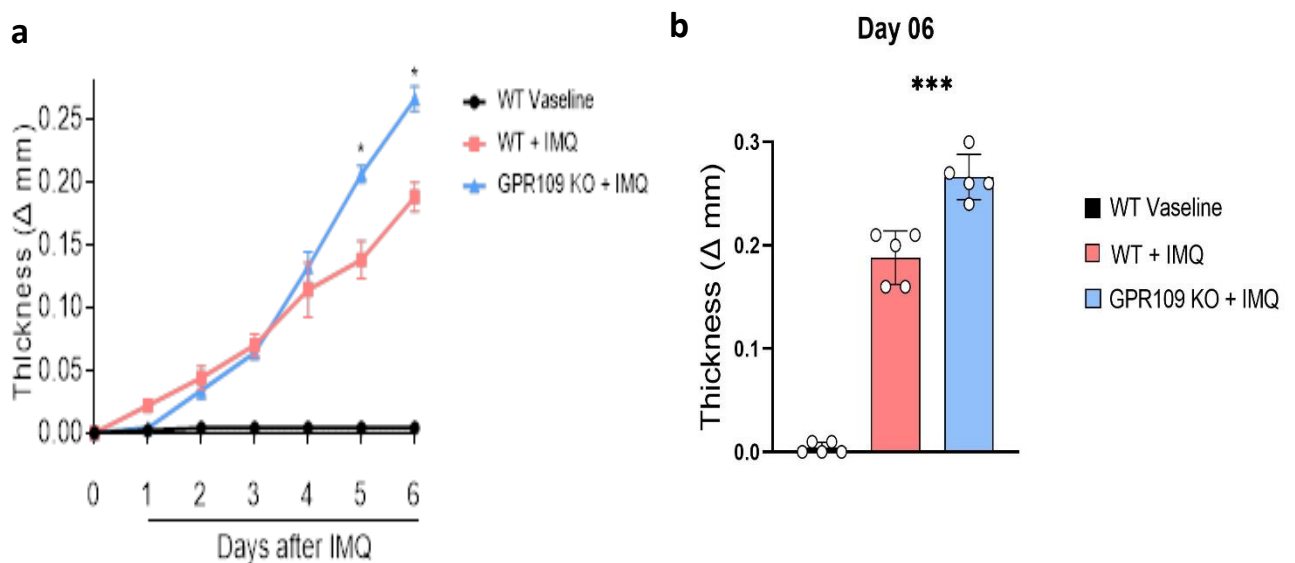 a
Thickness (Δ mm)
0.25
0.20
0.15
0.10
0.05
0.00
0 1 2 3 4 5 6
Days after IMQ
*
*
WT Vaseline
WT + IMQ
GPR109 KO + IMQ
b
Day 06
***
Thickness (Δ mm)
0.3
0.2
0.1
0.0
WT Vaseline
WT + IMQ
GPR109 KO + IMQ